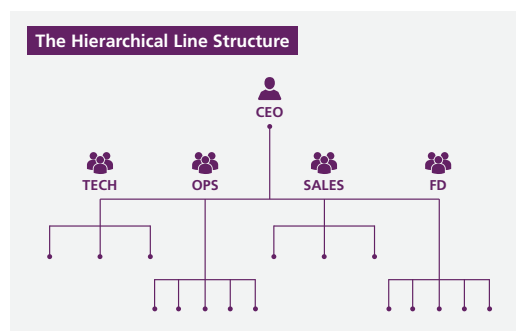 The Hierarchical Line Structure
CEO
TECH
OPS
SALES
FD